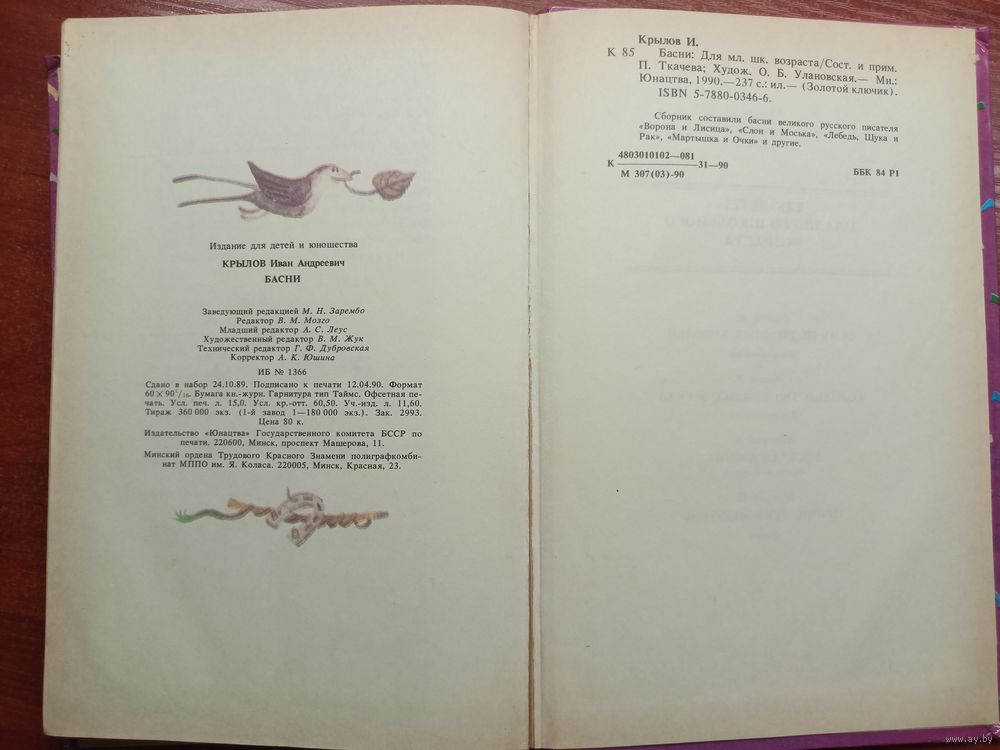 Издание для детей и юношества
КРЫЛОВ Иван Андреевич
БАСНИ
Заведующий редакцией М. Н. Зарембо
Редактор В. М. Мозго
Младший редактор А. С. Леус
Художественный редактор В. М. Жук
Технический редактор Г. Ф. Дубровская
Корректор А. К. Юшина
ИБ № 1366
Сдано в набор 24.10.89. Подписано к печати 12.04.90. Формат
60 × 90¹/₁₆. Бумага кн.-журн. Гарнитура тип Таймс. Офсетная пе-
чать. Усл. печ. л. 15,0. Усл. кр.-отт. 60,50. Уч.-изд. л. 11,60.
Тираж 360 000 экз. (1-й завод 1—180 000 экз.). Зак. 2993.
Цена 80 к.
Издательство «Юнацтва» Государственного комитета БССР по
печати. 220600, Минск, проспект Машерова, 11.
Минский ордена Трудового Красного Знамени полиграфкомби-
нат МППО им. Я. Коласа. 220005, Минск, Красная, 23.
Крылов И.
К 85 Басни: Для мл. шк. возраста/Сост. и прим.
П. Ткачева; Худож. О. Б. Улановская.— Мн.:
Юнацтва, 1990.—237 с.: ил.— (Золотой ключик).
ISBN 5-7880-0346-6.
Сборник составили басни великого русского писателя
«Ворона и Лисица», «Слон и Моська», «Лебедь, Щука и
Рак», «Мартышка и Очки» и другие.
4803010102—081
К 31—90
М 307(03)-90
ББК 84 Р1
www.ay.by